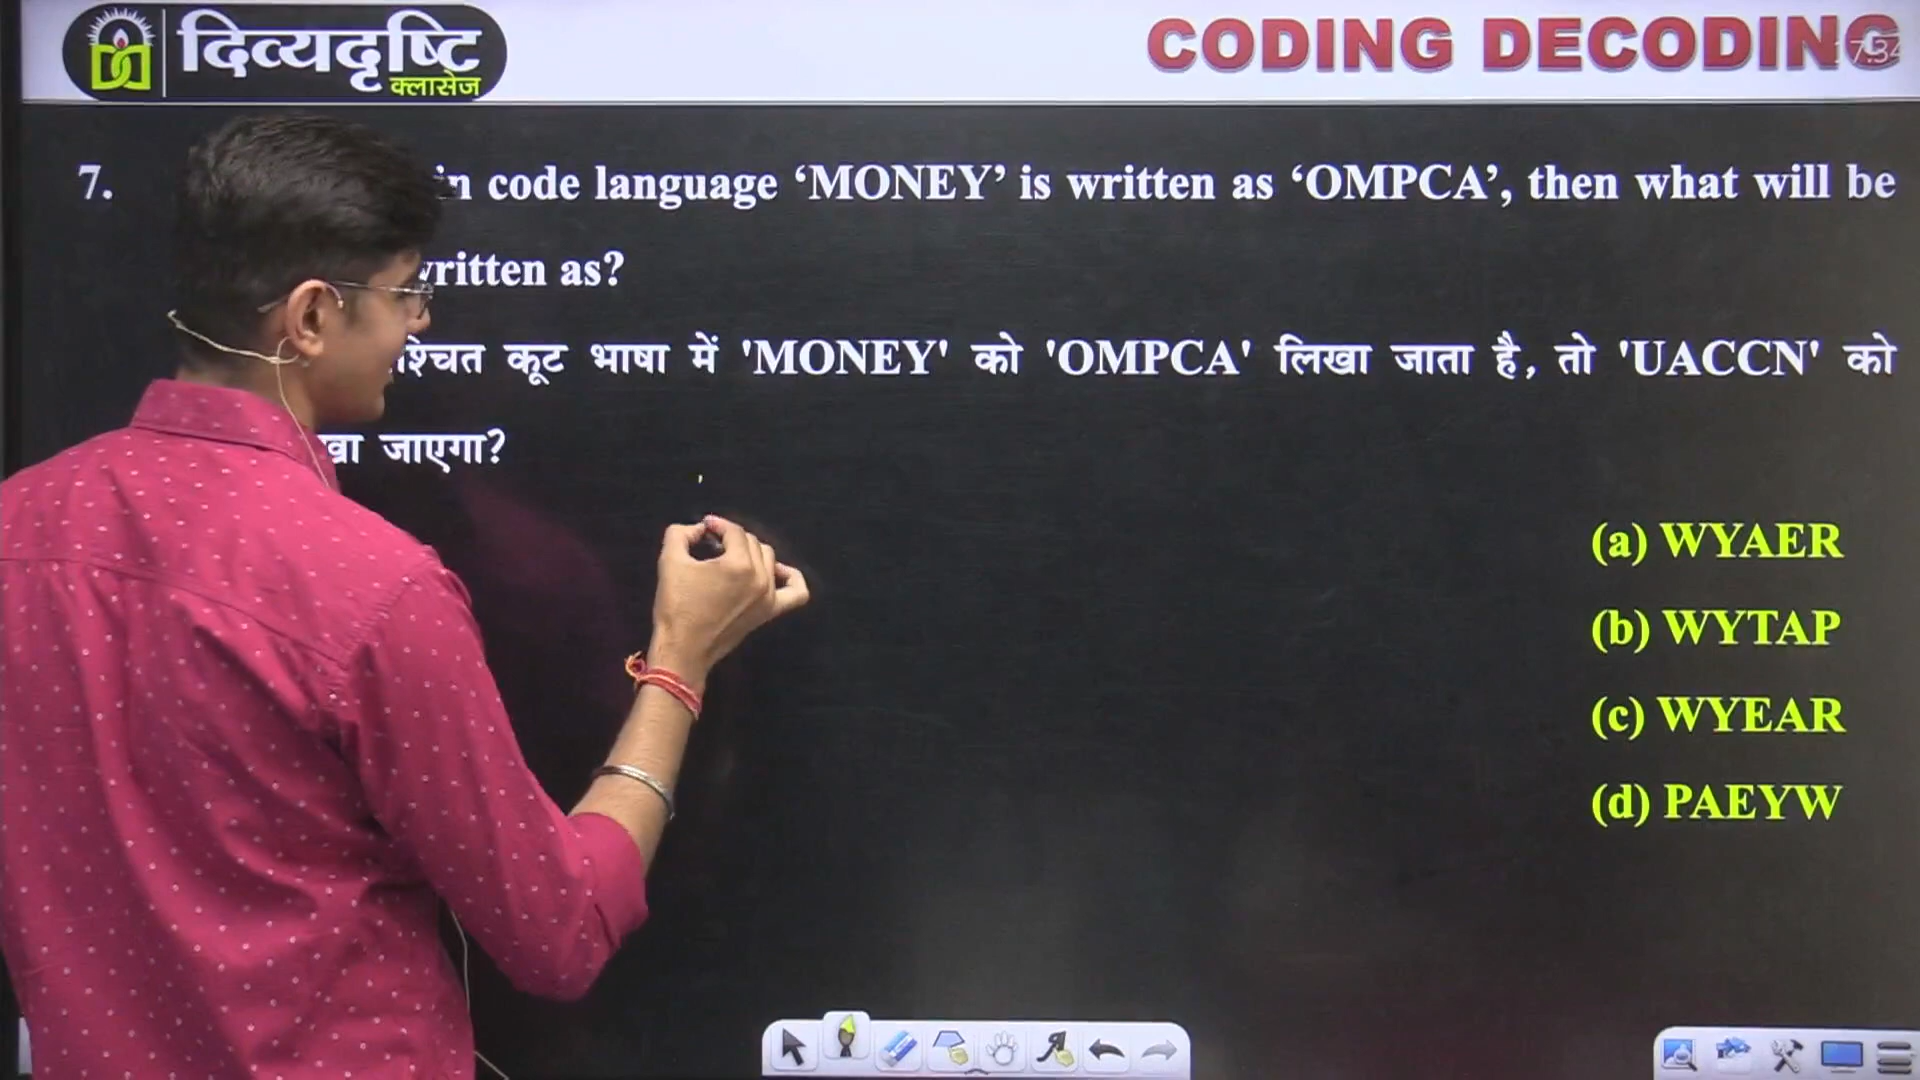 दिव्यदृष्टि
क्लासेज
CODING DECODING
7. in code language ‘MONEY’ is written as ‘OMPCA’, then what will be
written as?
में 'MONEY' को 'OMPCA' लिखा जाता है, तो 'UACCN' को
कूट भाषा
जाएगा?
(a) WYAER
(b) WYTAP
(c) WYEAR
(d) PAEYW